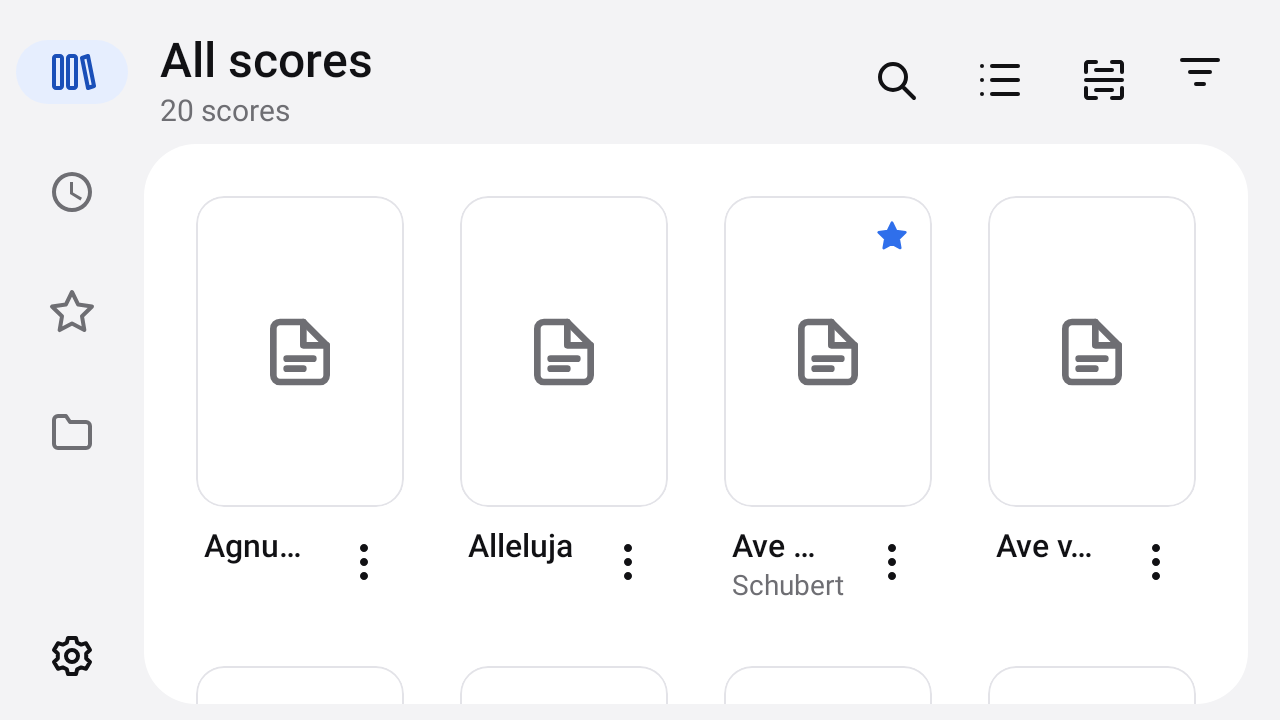 All scores
20 scores
Agnu...
Alleluja
Ave ...
Schubert
Ave v...